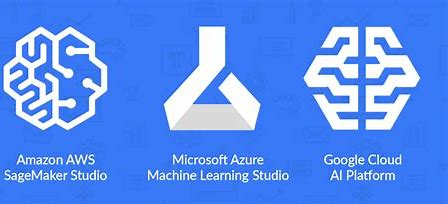 Amazon AWS
SageMaker Studio
Microsoft Azure
Machine Learning Studio
Google Cloud
AI Platform